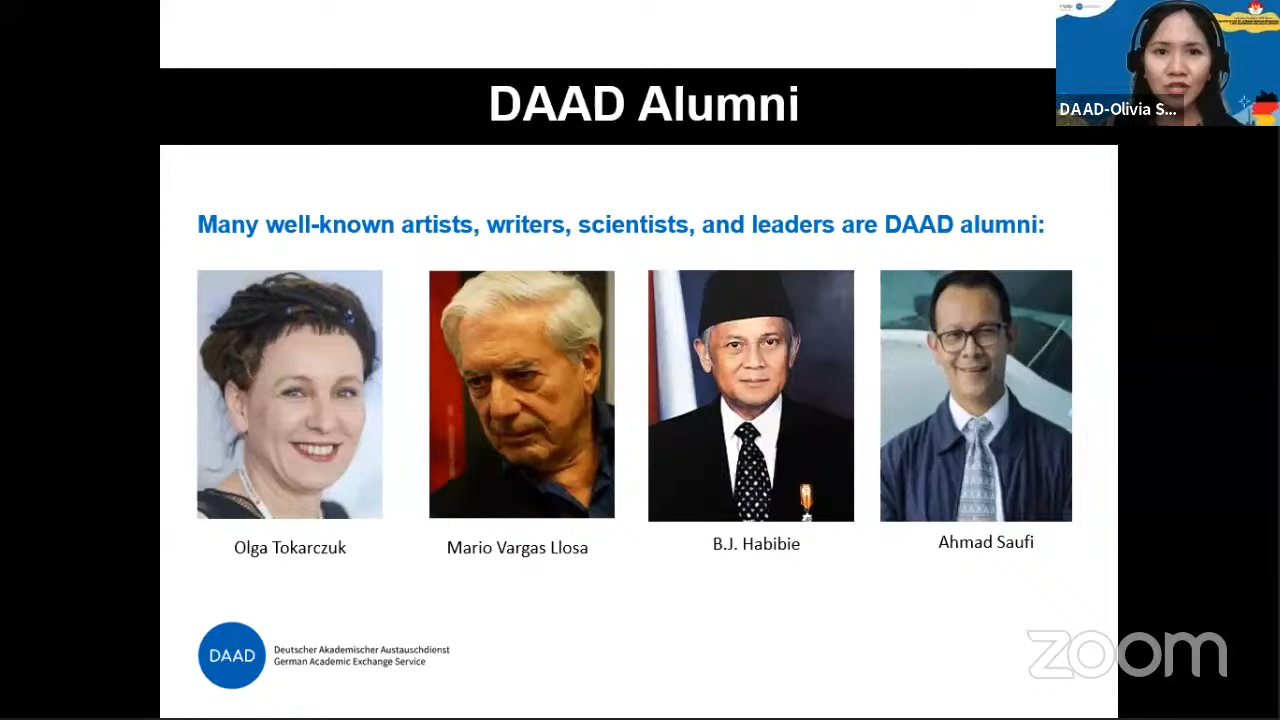 DAAD Alumni
DAAD-Olivia S...
Many well-known artists, writers, scientists, and leaders are DAAD alumni:
Olga Tokarczuk
Mario Vargas Llosa
B.J. Habibie
Ahmad Saufi
DAAD
Deutscher Akademischer Austauschdienst
German Academic Exchange Service
zoom